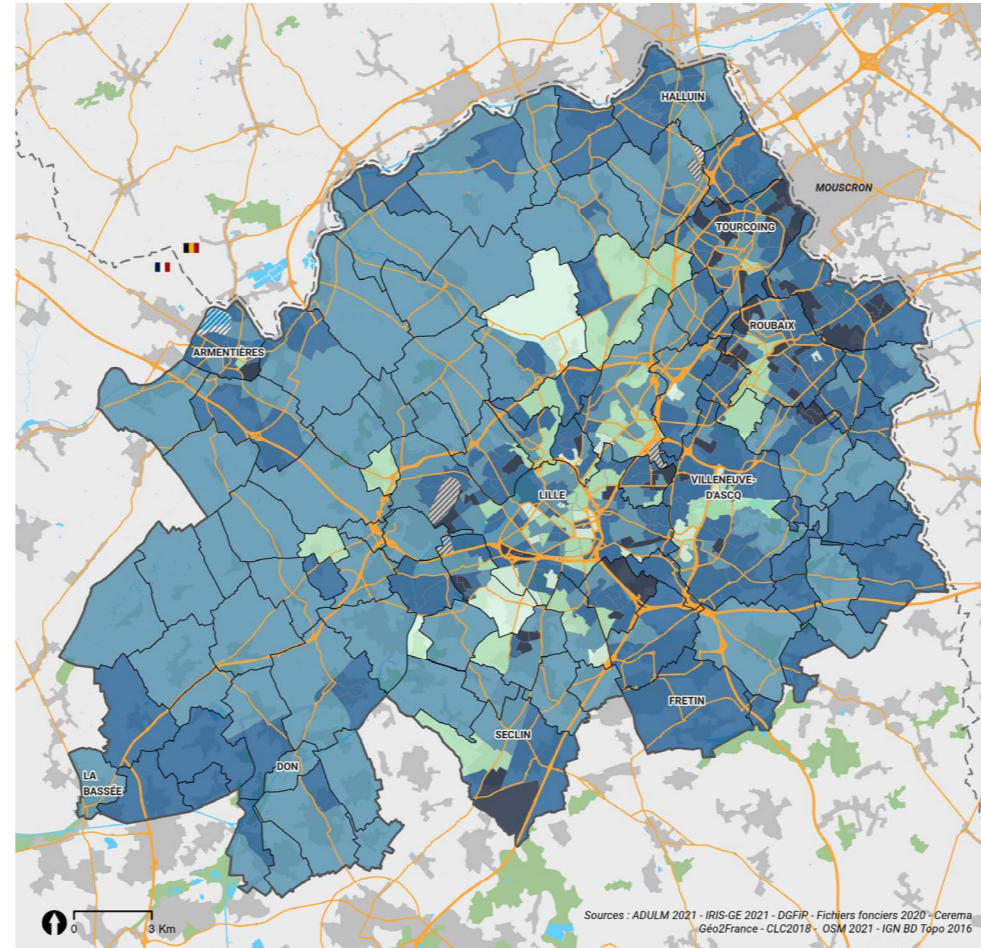 HALLUIN
MOUSCRON
TOURCOING
ROUBAIX
ARMENTIÈRES
VILLENEUVE-
D'ASCQ
LILLE
FRETIN
SECLIN
DON
LA
BASSÉE
0
3 Km
Sources : ADULM 2021 - IRIS-GE 2021 - DGFiP - Fichiers fonciers 2020 - Cerema
Géo2France - CLC2018 - OSM 2021 - IGN BD Topo 2016